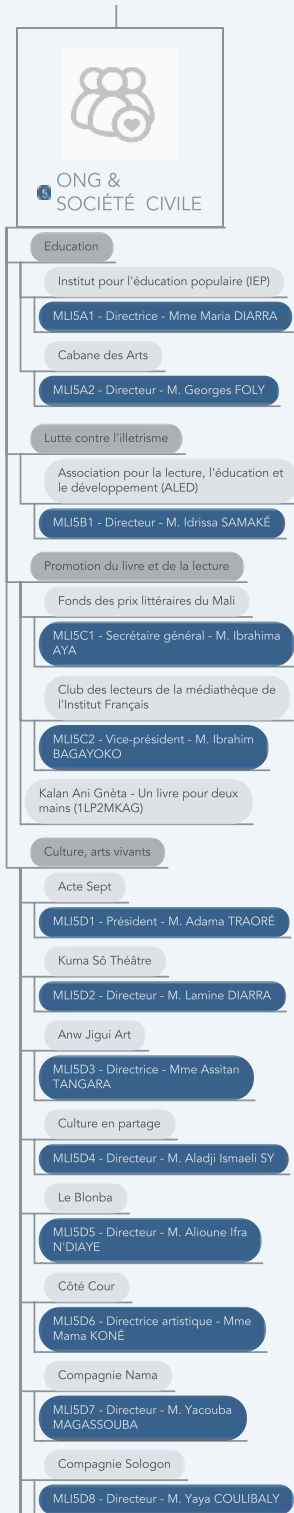 5 ONG &
SOCIÉTÉ CIVILE
Education
Institut pour l'éducation populaire (IEP)
MLI5A1 - Directrice - Mme Maria DIARRA
Cabane des Arts
MLI5A2 - Directeur - M. Georges FOLY
Lutte contre l'illetrisme
Association pour la lecture, l'éducation et
le développement (ALED)
MLI5B1 - Directeur - M. Idrissa SAMAKÉ
Promotion du livre et de la lecture
Fonds des prix littéraires du Mali
MLI5C1 - Secrétaire général - M. Ibrahima
AYA
Club des lecteurs de la médiathèque de
l'Institut Français
MLI5C2 - Vice-président - M. Ibrahim
BAGAYOKO
Kalan Ani Gnèta - Un livre pour deux
mains (1LP2MKAG)
Culture, arts vivants
Acte Sept
MLI5D1 - Président - M. Adama TRAORÉ
Kuma Sô Théâtre
MLI5D2 - Directeur - M. Lamine DIARRA
Anw Jigui Art
MLI5D3 - Directrice - Mme Assitan
TANGARA
Culture en partage
MLI5D4 - Directeur - M. Aladji Ismaeli SY
Le Blonba
MLI5D5 - Directeur - M. Alioune Ifra
N'DIAYE
Côté Cour
MLI5D6 - Directrice artistique - Mme
Mama KONÉ
Compagnie Nama
MLI5D7 - Directeur - M. Yacouba
MAGASSOUBA
Compagnie Sologon
MLI5D8 - Directeur - M. Yaya COULIBALY